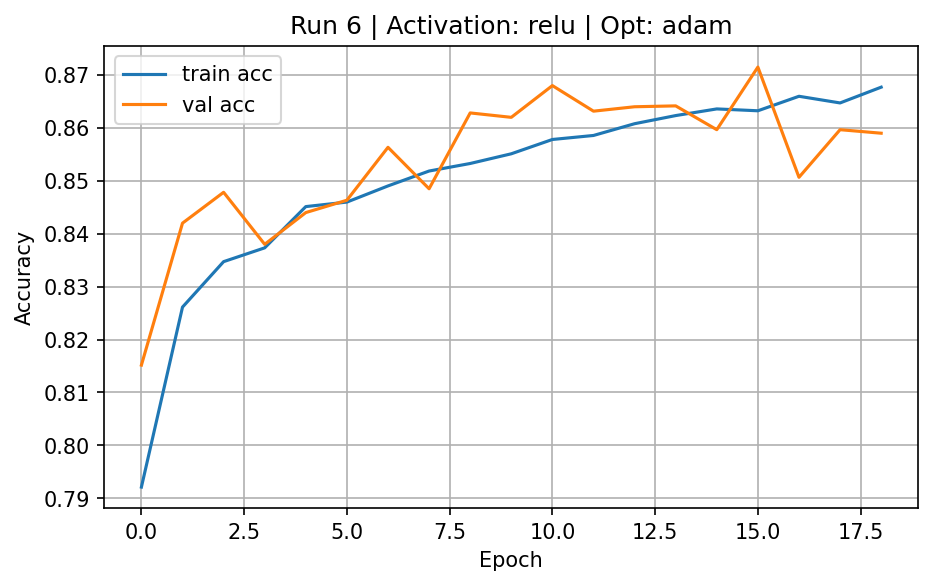 Run 6 | Activation: relu | Opt: adam
train acc
val acc
0.87
0.86
0.85
0.84
0.83
0.82
0.81
0.80
0.79
Accuracy
0.0 2.5 5.0 7.5 10.0 12.5 15.0 17.5
Epoch